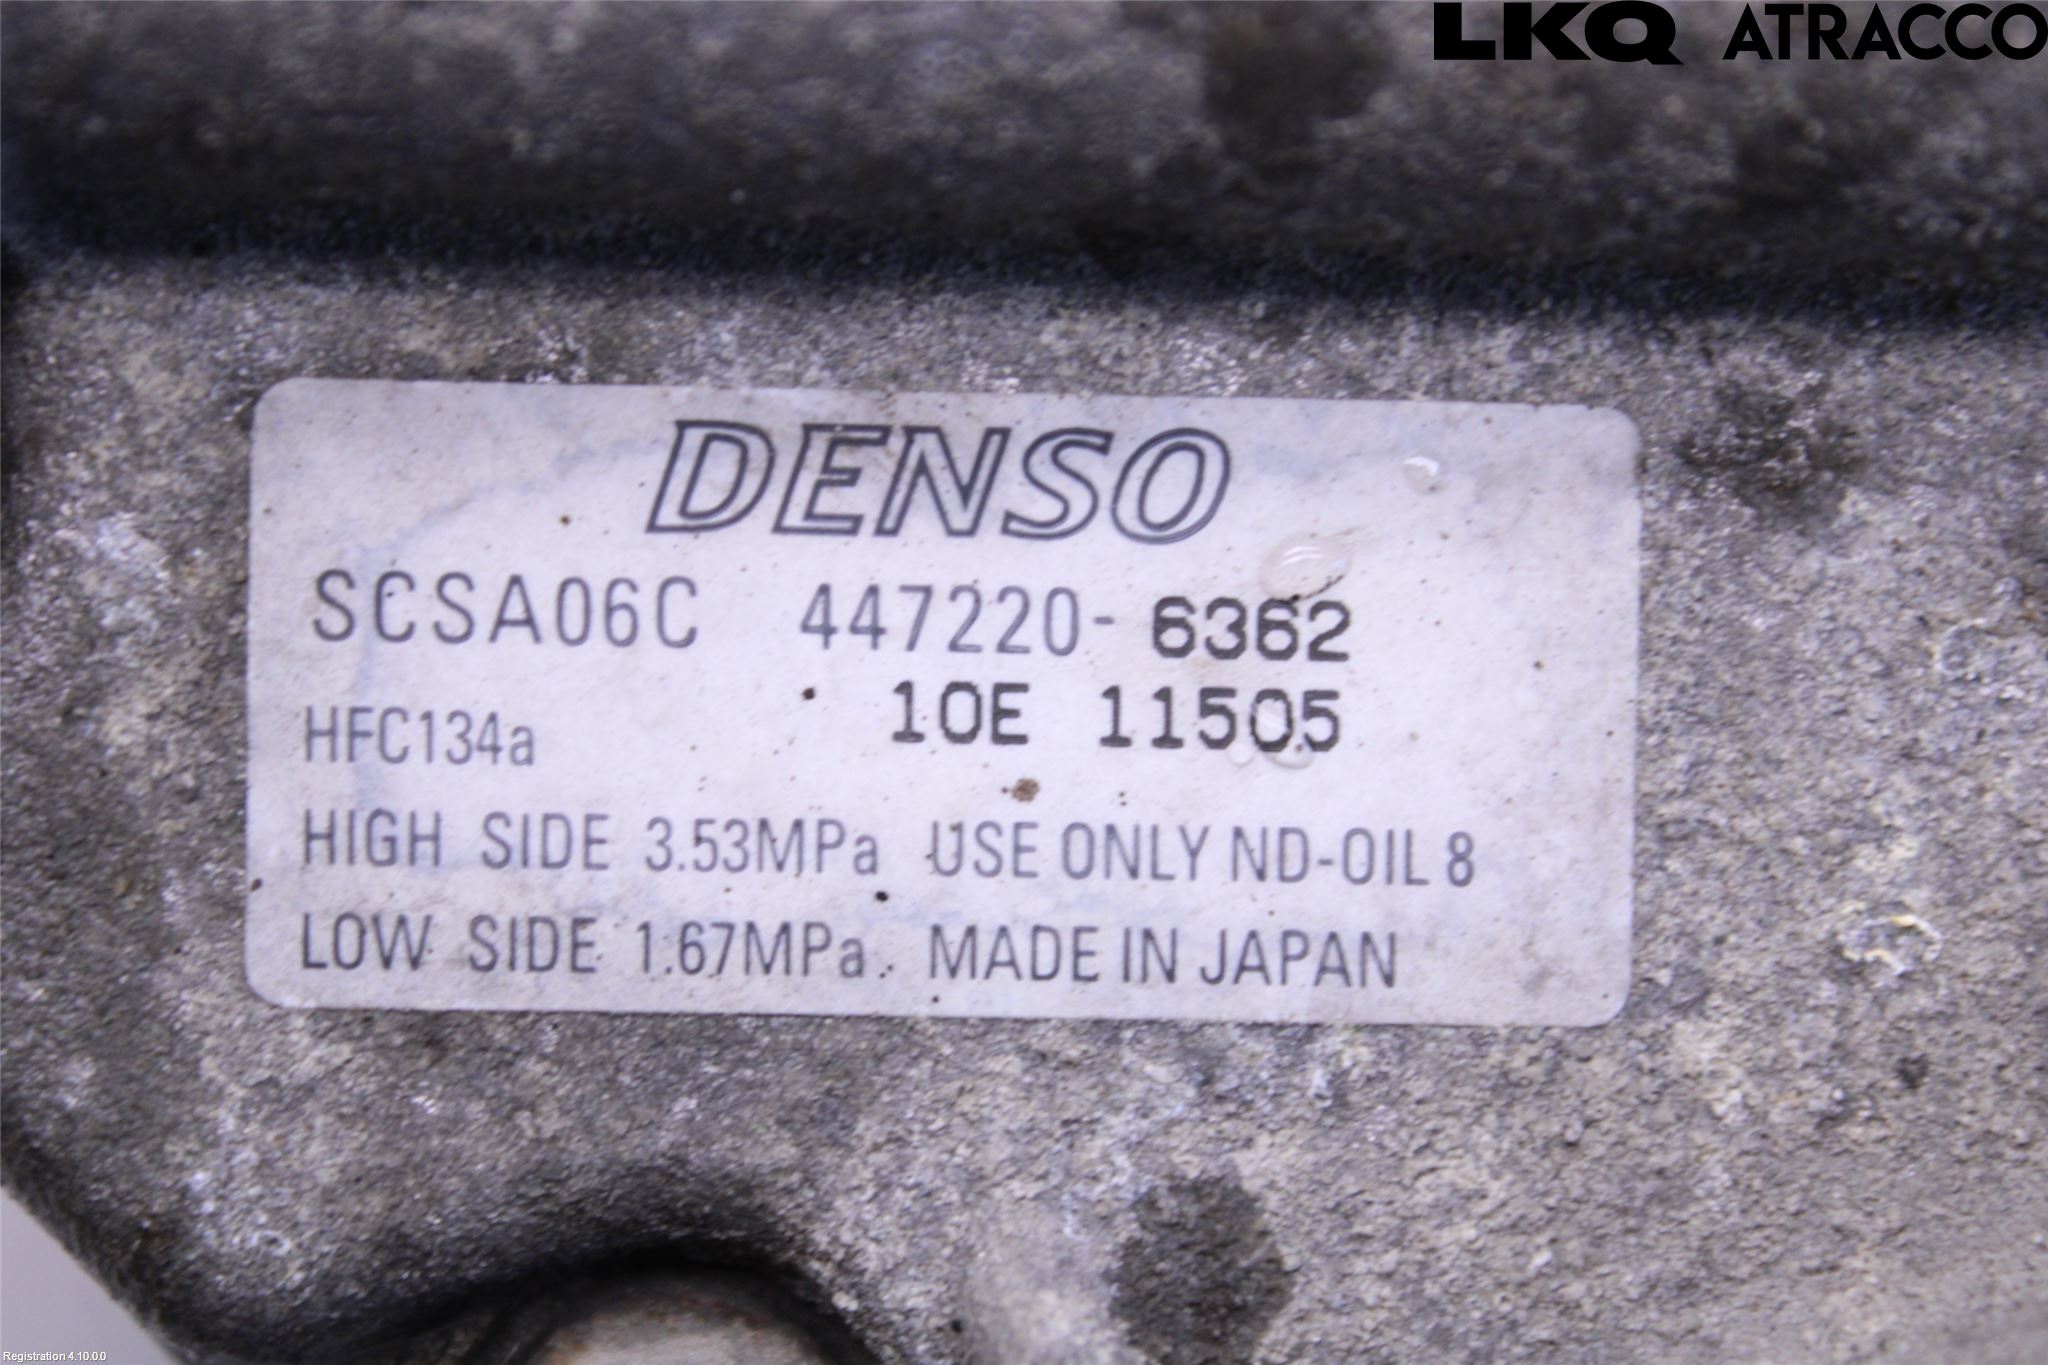 LKQ ATRACCO
DENSO
SCSA06C 447220-6362
10E 11505
HFC134a
HIGH SIDE 3.53MPa USE ONLY ND-OIL 8
LOW SIDE 1.67MPa. MADE IN JAPAN
Registration 4.10.0.0